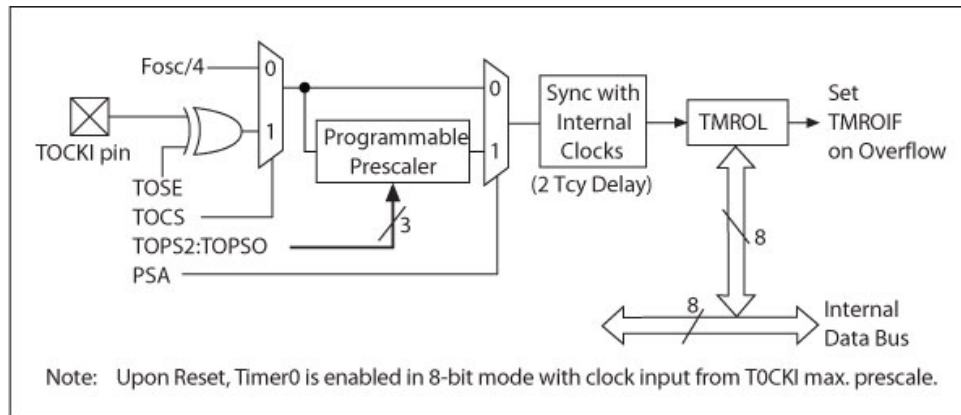 Fosc/4
0
1
TOCKI pin
TOSE
TOCS
TOPS2:TOPSO
PSA
Programmable
Prescaler
3
0
1
Sync with
Internal
Clocks
(2 Tcy Delay)
TMROL
Set
TMROIF
on Overflow
8
8
Internal
Data Bus
Note: Upon Reset, Timer0 is enabled in 8-bit mode with clock input from T0CKI max. prescale.